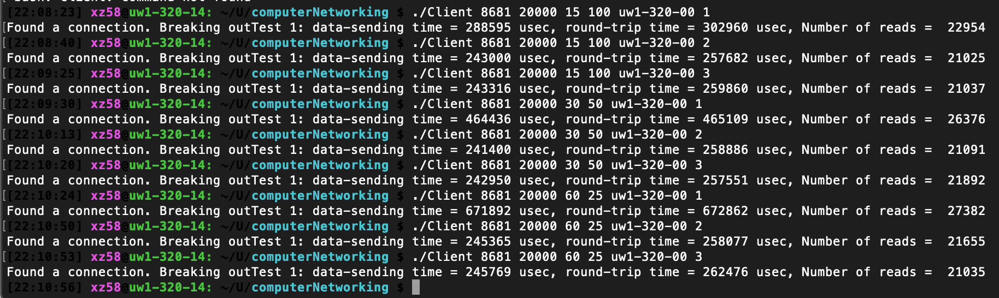 [22:08:23] xz58@uw1-320-14: ~/U/computerNetworking $ ./Client 8681 20000 15 100 uw1-320-00 1
[Found a connection. Breaking outTest 1: data-sending time = 288595 usec, round-trip time = 302960 usec, Number of reads =  22954
[[22:08:40] xz58@uw1-320-14: ~/U/computerNetworking $ ./Client 8681 20000 15 100 uw1-320-00 2
Found a connection. Breaking outTest 1: data-sending time = 243000 usec, round-trip time = 257682 usec, Number of reads =  21025
[[22:09:25] xz58@uw1-320-14: ~/U/computerNetworking $ ./Client 8681 20000 15 100 uw1-320-00 3
Found a connection. Breaking outTest 1: data-sending time = 243316 usec, round-trip time = 259860 usec, Number of reads =  21037
[[22:09:30] xz58@uw1-320-14: ~/U/computerNetworking $ ./Client 8681 20000 30 50 uw1-320-00 1
Found a connection. Breaking outTest 1: data-sending time = 464436 usec, round-trip time = 465109 usec, Number of reads =  26376
[[22:10:13] xz58@uw1-320-14: ~/U/computerNetworking $ ./Client 8681 20000 30 50 uw1-320-00 2
Found a connection. Breaking outTest 1: data-sending time = 241400 usec, round-trip time = 258886 usec, Number of reads =  21091
[[22:10:20] xz58@uw1-320-14: ~/U/computerNetworking $ ./Client 8681 20000 30 50 uw1-320-00 3
Found a connection. Breaking outTest 1: data-sending time = 242950 usec, round-trip time = 257551 usec, Number of reads =  21892
[[22:10:24] xz58@uw1-320-14: ~/U/computerNetworking $ ./Client 8681 20000 60 25 uw1-320-00 1
Found a connection. Breaking outTest 1: data-sending time = 671892 usec, round-trip time = 672862 usec, Number of reads =  27382
[[22:10:50] xz58@uw1-320-14: ~/U/computerNetworking $ ./Client 8681 20000 60 25 uw1-320-00 2
Found a connection. Breaking outTest 1: data-sending time = 245365 usec, round-trip time = 258077 usec, Number of reads =  21655
[[22:10:53] xz58@uw1-320-14: ~/U/computerNetworking $ ./Client 8681 20000 60 25 uw1-320-00 3
Found a connection. Breaking outTest 1: data-sending time = 245769 usec, round-trip time = 262476 usec, Number of reads =  21035
[22:10:56] xz58@uw1-320-14: ~/U/computerNetworking $